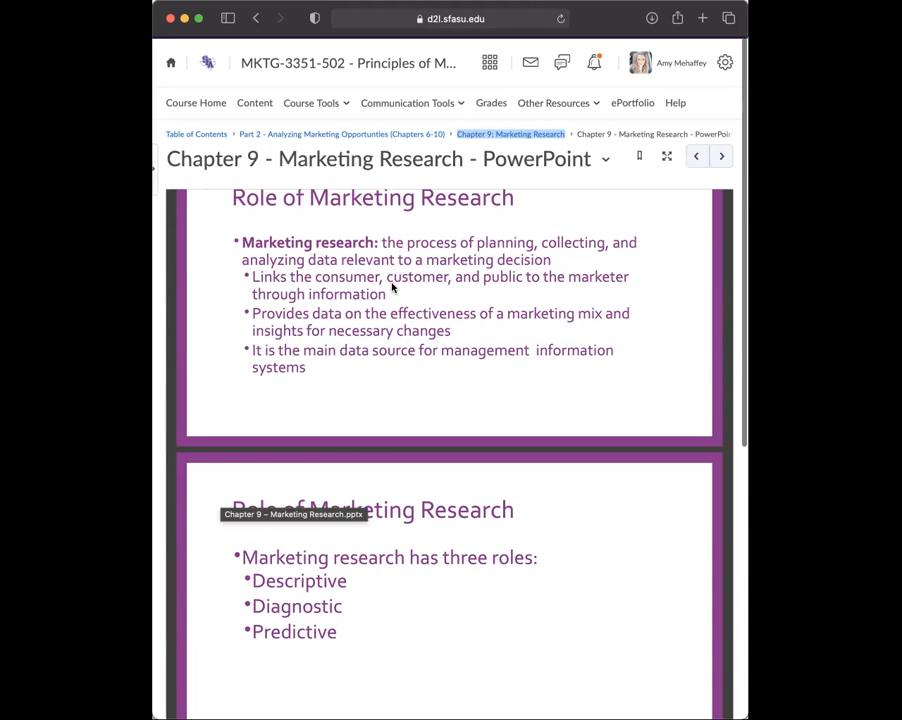 d2l.sfasu.edu
MKTG-3351-502 - Principles of M...
Amy Mehaffey
Course Home Content Course Tools Communication Tools Grades Other Resources ePortfolio Help
Table of Contents › Part 2 - Analyzing Marketing Opportunities (Chapters 6-10) › Chapter 9: Marketing Research › Chapter 9 - Marketing Research - PowerPoin
Chapter 9 - Marketing Research - PowerPoint
Role of Marketing Research
•Marketing research: the process of planning, collecting, and
analyzing data relevant to a marketing decision
•Links the consumer, customer, and public to the marketer
through information
•Provides data on the effectiveness of a marketing mix and
insights for necessary changes
•It is the main data source for management information
systems
Role of Marketing Research
Chapter 9 – Marketing Research.pptx
•Marketing research has three roles:
•Descriptive
•Diagnostic
•Predictive